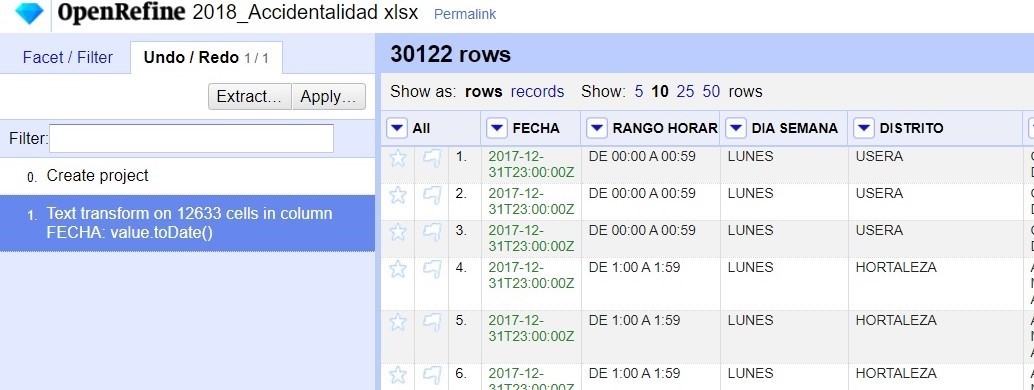 OpenRefine 2018_Accidentalidad xlsx Permalink
Facet / Filter Undo / Redo 1 / 1
Extract... Apply...
Filter:
0. Create project
1. Text transform on 12633 cells in column
FECHA: value.toDate()
30122 rows
Show as: rows records Show: 5 10 25 50 rows
All FECHA RANGO HORAR DIA SEMANA DISTRITO
1. 2017-12- DE 00:00 A 00:59 LUNES USERA
31T23:00:00Z
2. 2017-12- DE 00:00 A 00:59 LUNES USERA
31T23:00:00Z
3. 2017-12- DE 00:00 A 00:59 LUNES USERA
31T23:00:00Z
4. 2017-12- DE 1:00 A 1:59 LUNES HORTALEZA
31T23:00:00Z
5. 2017-12- DE 1:00 A 1:59 LUNES HORTALEZA
31T23:00:00Z
6. 2017-12- DE 1:00 A 1:59 LUNES HORTALEZA
31T23:00:00Z